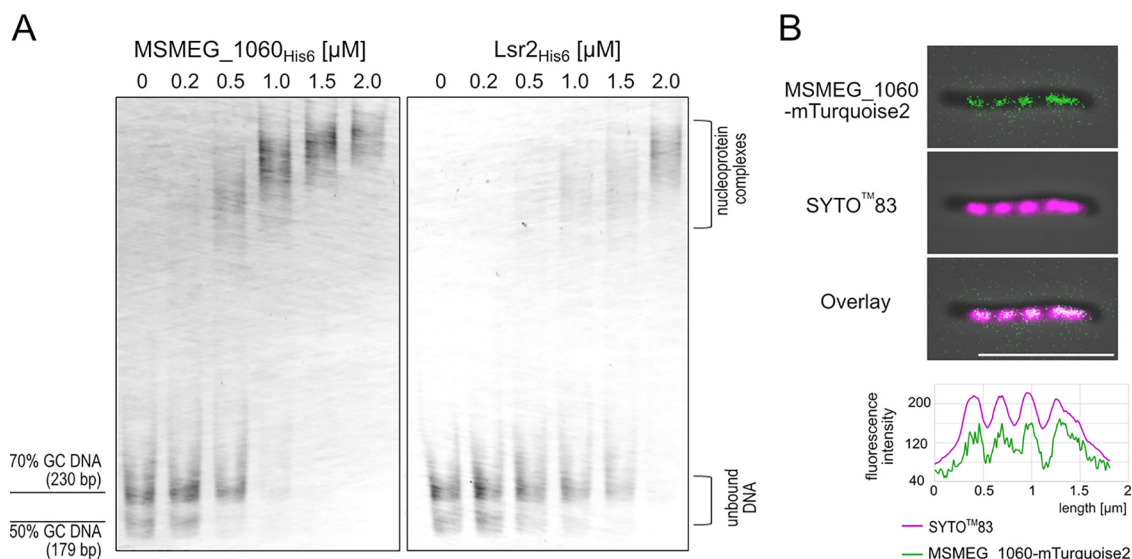 A
MSMEG_1060His6 [µM]
0 0.2 0.5 1.0 1.5 2.0
Lsr2His6 [µM]
0 0.2 0.5 1.0 1.5 2.0
nucleoprotein
complexes
70% GC DNA
(230 bp)
50% GC DNA
(179 bp)
unbound
DNA
B
MSMEG_1060
-mTurquoise2
SYTO™83
Overlay
fluorescence
intensity
200
120
40
0 0.5 1 1.5 2
length [µm]
SYTO™83
MSMEG_1060-mTurquoise2